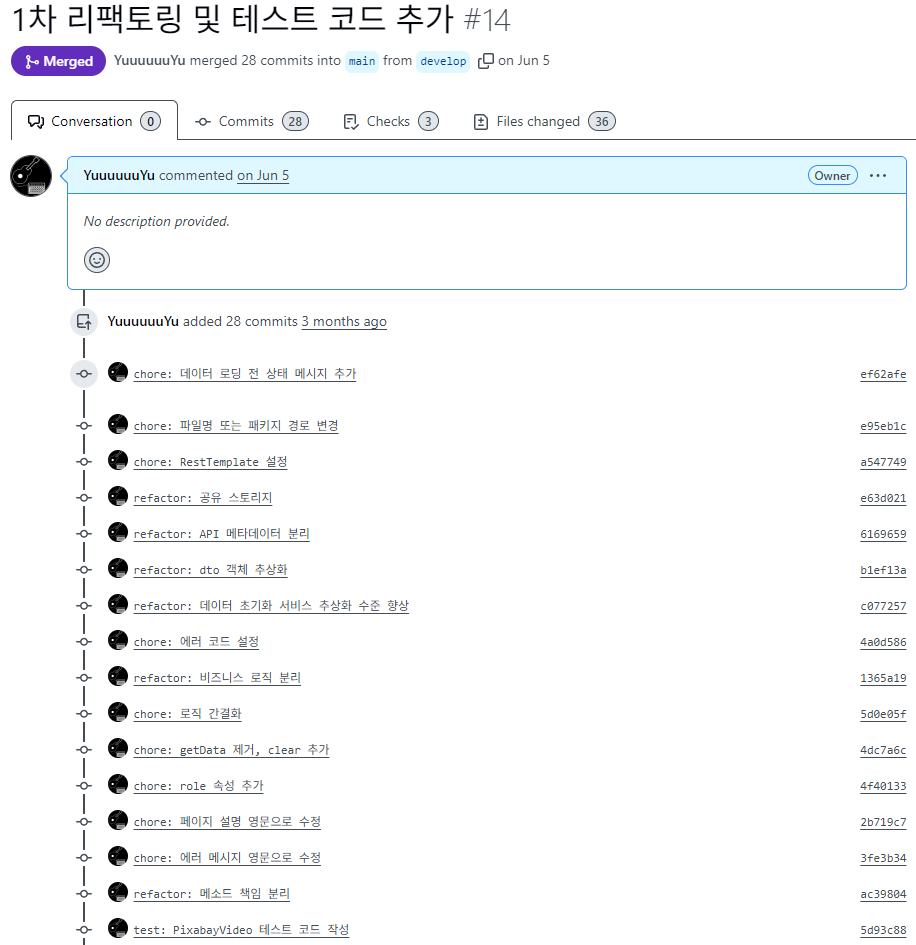 1차 리팩토링 및 테스트 코드 추가 #14
Merged YuuuuuuYu merged 28 commits into main from develop on Jun 5
Conversation 0 Commits 28 Checks 3 Files changed 36
YuuuuuuYu commented on Jun 5 Owner
No description provided.
YuuuuuuYu added 28 commits 3 months ago
chore: 데이터 로딩 전 상태 메시지 추가 ef62afe
chore: 파일명 또는 패키지 경로 변경 e95eb1c
chore: RestTemplate 설정 a547749
refactor: 공유 스토리지 e63d021
refactor: API 메타데이터 분리 6169659
refactor: dto 객체 추상화 b1ef13a
refactor: 데이터 초기화 서비스 추상화 수준 향상 c077257
chore: 에러 코드 설정 4a0d586
refactor: 비즈니스 로직 분리 1365a19
chore: 로직 간결화 5d0e05f
chore: getData 제거, clear 추가 4dc7a6c
chore: role 속성 추가 4f40133
chore: 페이지 설명 영문으로 수정 2b719c7
chore: 에러 메시지 영문으로 수정 3fe3b34
refactor: 메소드 책임 분리 ac39804
test: PixabayVideo 테스트 코드 작성 5d93c88